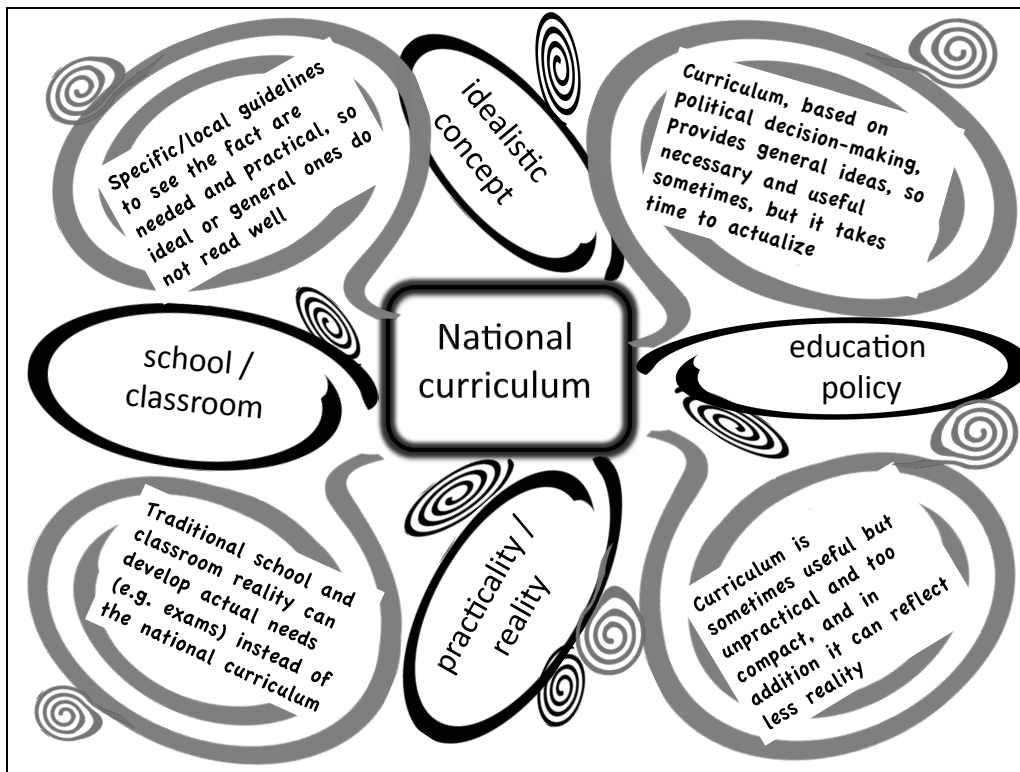 Specific/local guidelines
to see the fact are
needed and practical, so
ideal or general ones do
not read well
idealistic
concept
Curriculum, based on
political decision-making,
Provides general ideas, so
necessary and useful
sometimes, but it takes
time to actualize
school /
classroom
National
curriculum
education
policy
Traditional school and
classroom reality can
develop actual needs
(e.g. exams) instead of
the national curriculum
practicality /
reality
Curriculum is
sometimes useful but
unpractical and too
compact, and in
addition it can reflect
less reality